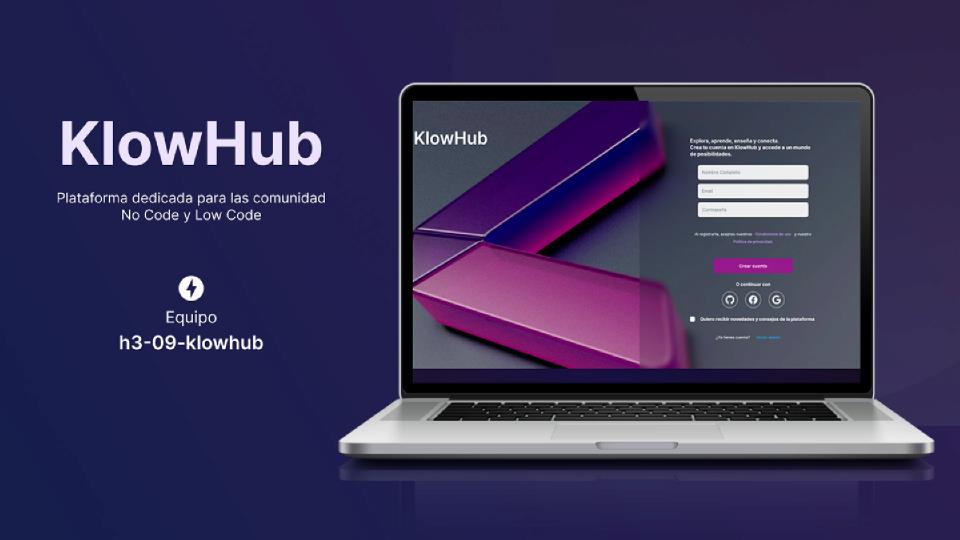 KlowHub
Plataforma dedicada para las comunidad
No Code y Low Code
Equipo
h3-09-klowhub
KlowHub
Explora, aprende, enseña y conecta.
Crea tu cuenta en KlowHub y accede a un mundo
de posibilidades.
Nombre Completo
Email
Contraseña
Al registrarte, aceptas nuestras Condiciones de uso y nuestra
Política de privacidad.
Crear cuenta
O continuar con
Quiero recibir novedades y consejos de la plataforma
¿Ya tienes cuenta?